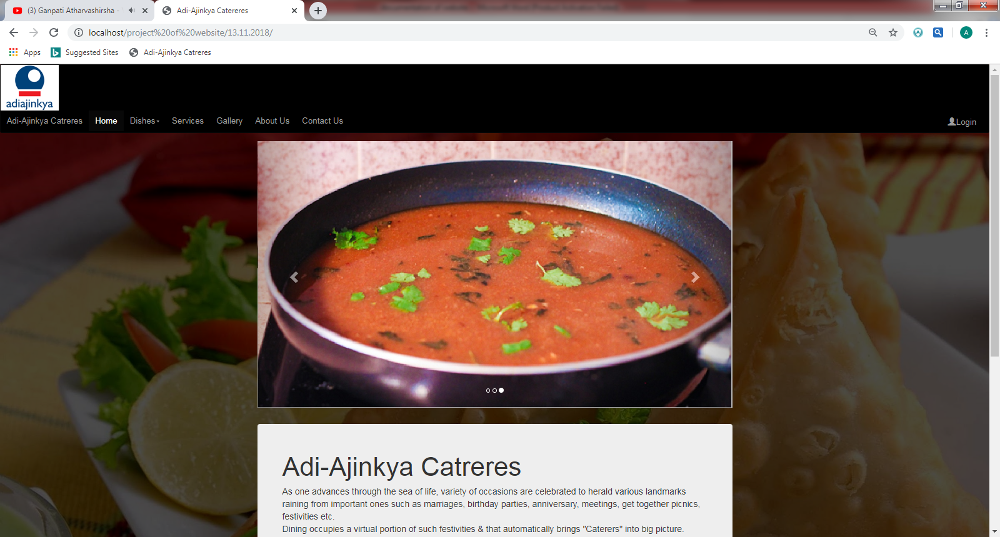 (3) Ganpati Atharvashirsha -
Adi-Ajinkya Catereres
localhost/project%20of%20website/13.11.2018/
A
Apps
Suggested Sites
Adi-Ajinkya Catreres
adiajinkya
Adi-Ajinkya Catreres
Home
Dishes
Services
Gallery
About Us
Contact Us
Login
Adi-Ajinkya Catreres
As one advances through the sea of life, variety of occasions are celebrated to herald various landmarks
raining from important ones such as marriages, birthday parties, anniversary, meetings, get together picnics,
festivities etc.
Dining occupies a virtual portion of such festivities & that automatically brings "Caterers" into big picture.